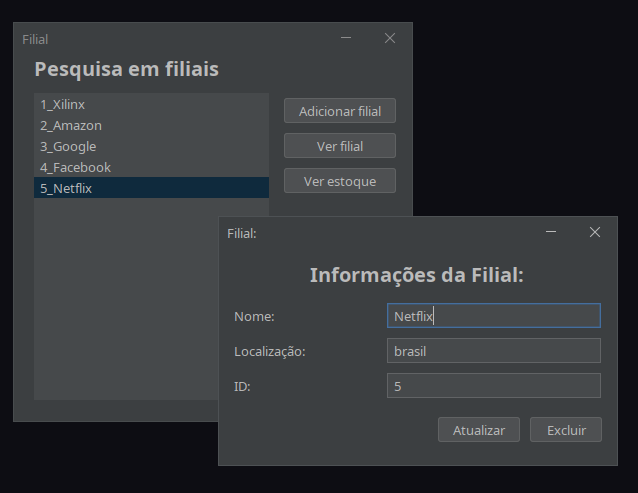 Filial
Pesquisa em filiais
1_Xilinx
2_Amazon
3_Google
4_Facebook
5_Netflix
Adicionar filial
Ver filial
Ver estoque
Filial:
Informações da Filial:
Nome: Netflix
Localização: brasil
ID: 5
Atualizar Excluir